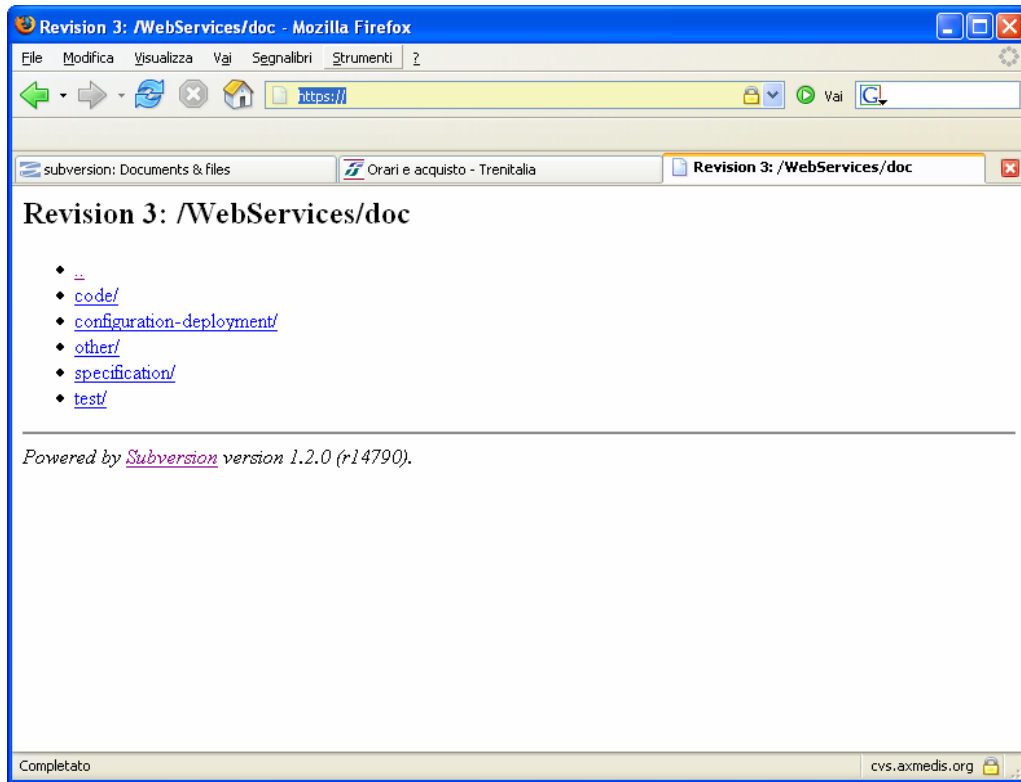 Revision 3: /WebServices/doc - Mozilla Firefox
File Modifica Visualizza Vai Segnalibri Strumenti ?
https:// Vai G
subversion: Documents & files Orari e acquisto - Trenitalia Revision 3: /WebServices/doc
Revision 3: /WebServices/doc
..
code/
configuration-deployment/
other/
specification/
test/
Powered by Subversion version 1.2.0 (r14790).
Completato cvs.axmedis.org